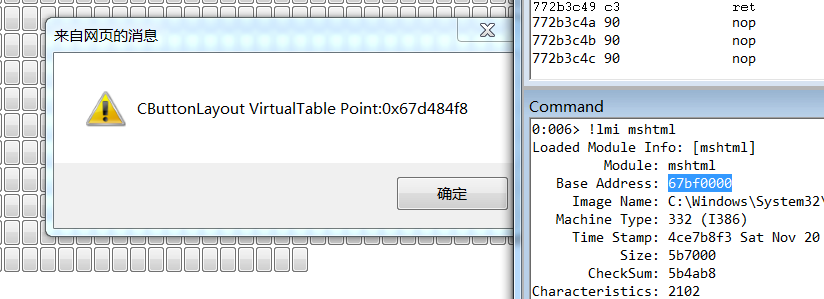 来自网页的消息
CButtonLayout VirtualTable Point:0x67d484f8
确定
772b3c49 c3 ret
772b3c4a 90 nop
772b3c4b 90 nop
772b3c4c 90 nop
Command
0:006> !lmi mshtml
Loaded Module Info: [mshtml]
Module: mshtml
Base Address: 67bf0000
Image Name: C:\Windows\System32\
Machine Type: 332 (I386)
Time Stamp: 4ce7b8f3 Sat Nov 20
Size: 5b7000
CheckSum: 5b4ab8
Characteristics: 2102